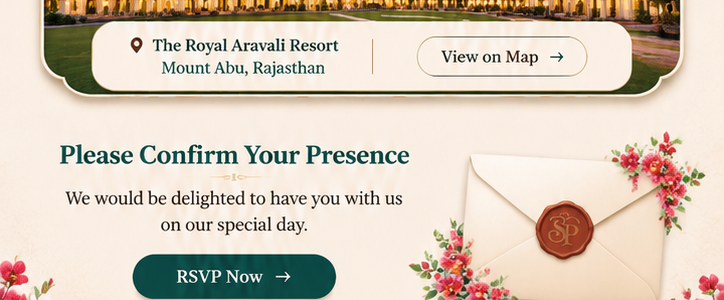 The Royal Aravali Resort
Mount Abu, Rajasthan
View on Map →
Please Confirm Your Presence
We would be delighted to have you with us
on our special day.
RSVP Now →
SP